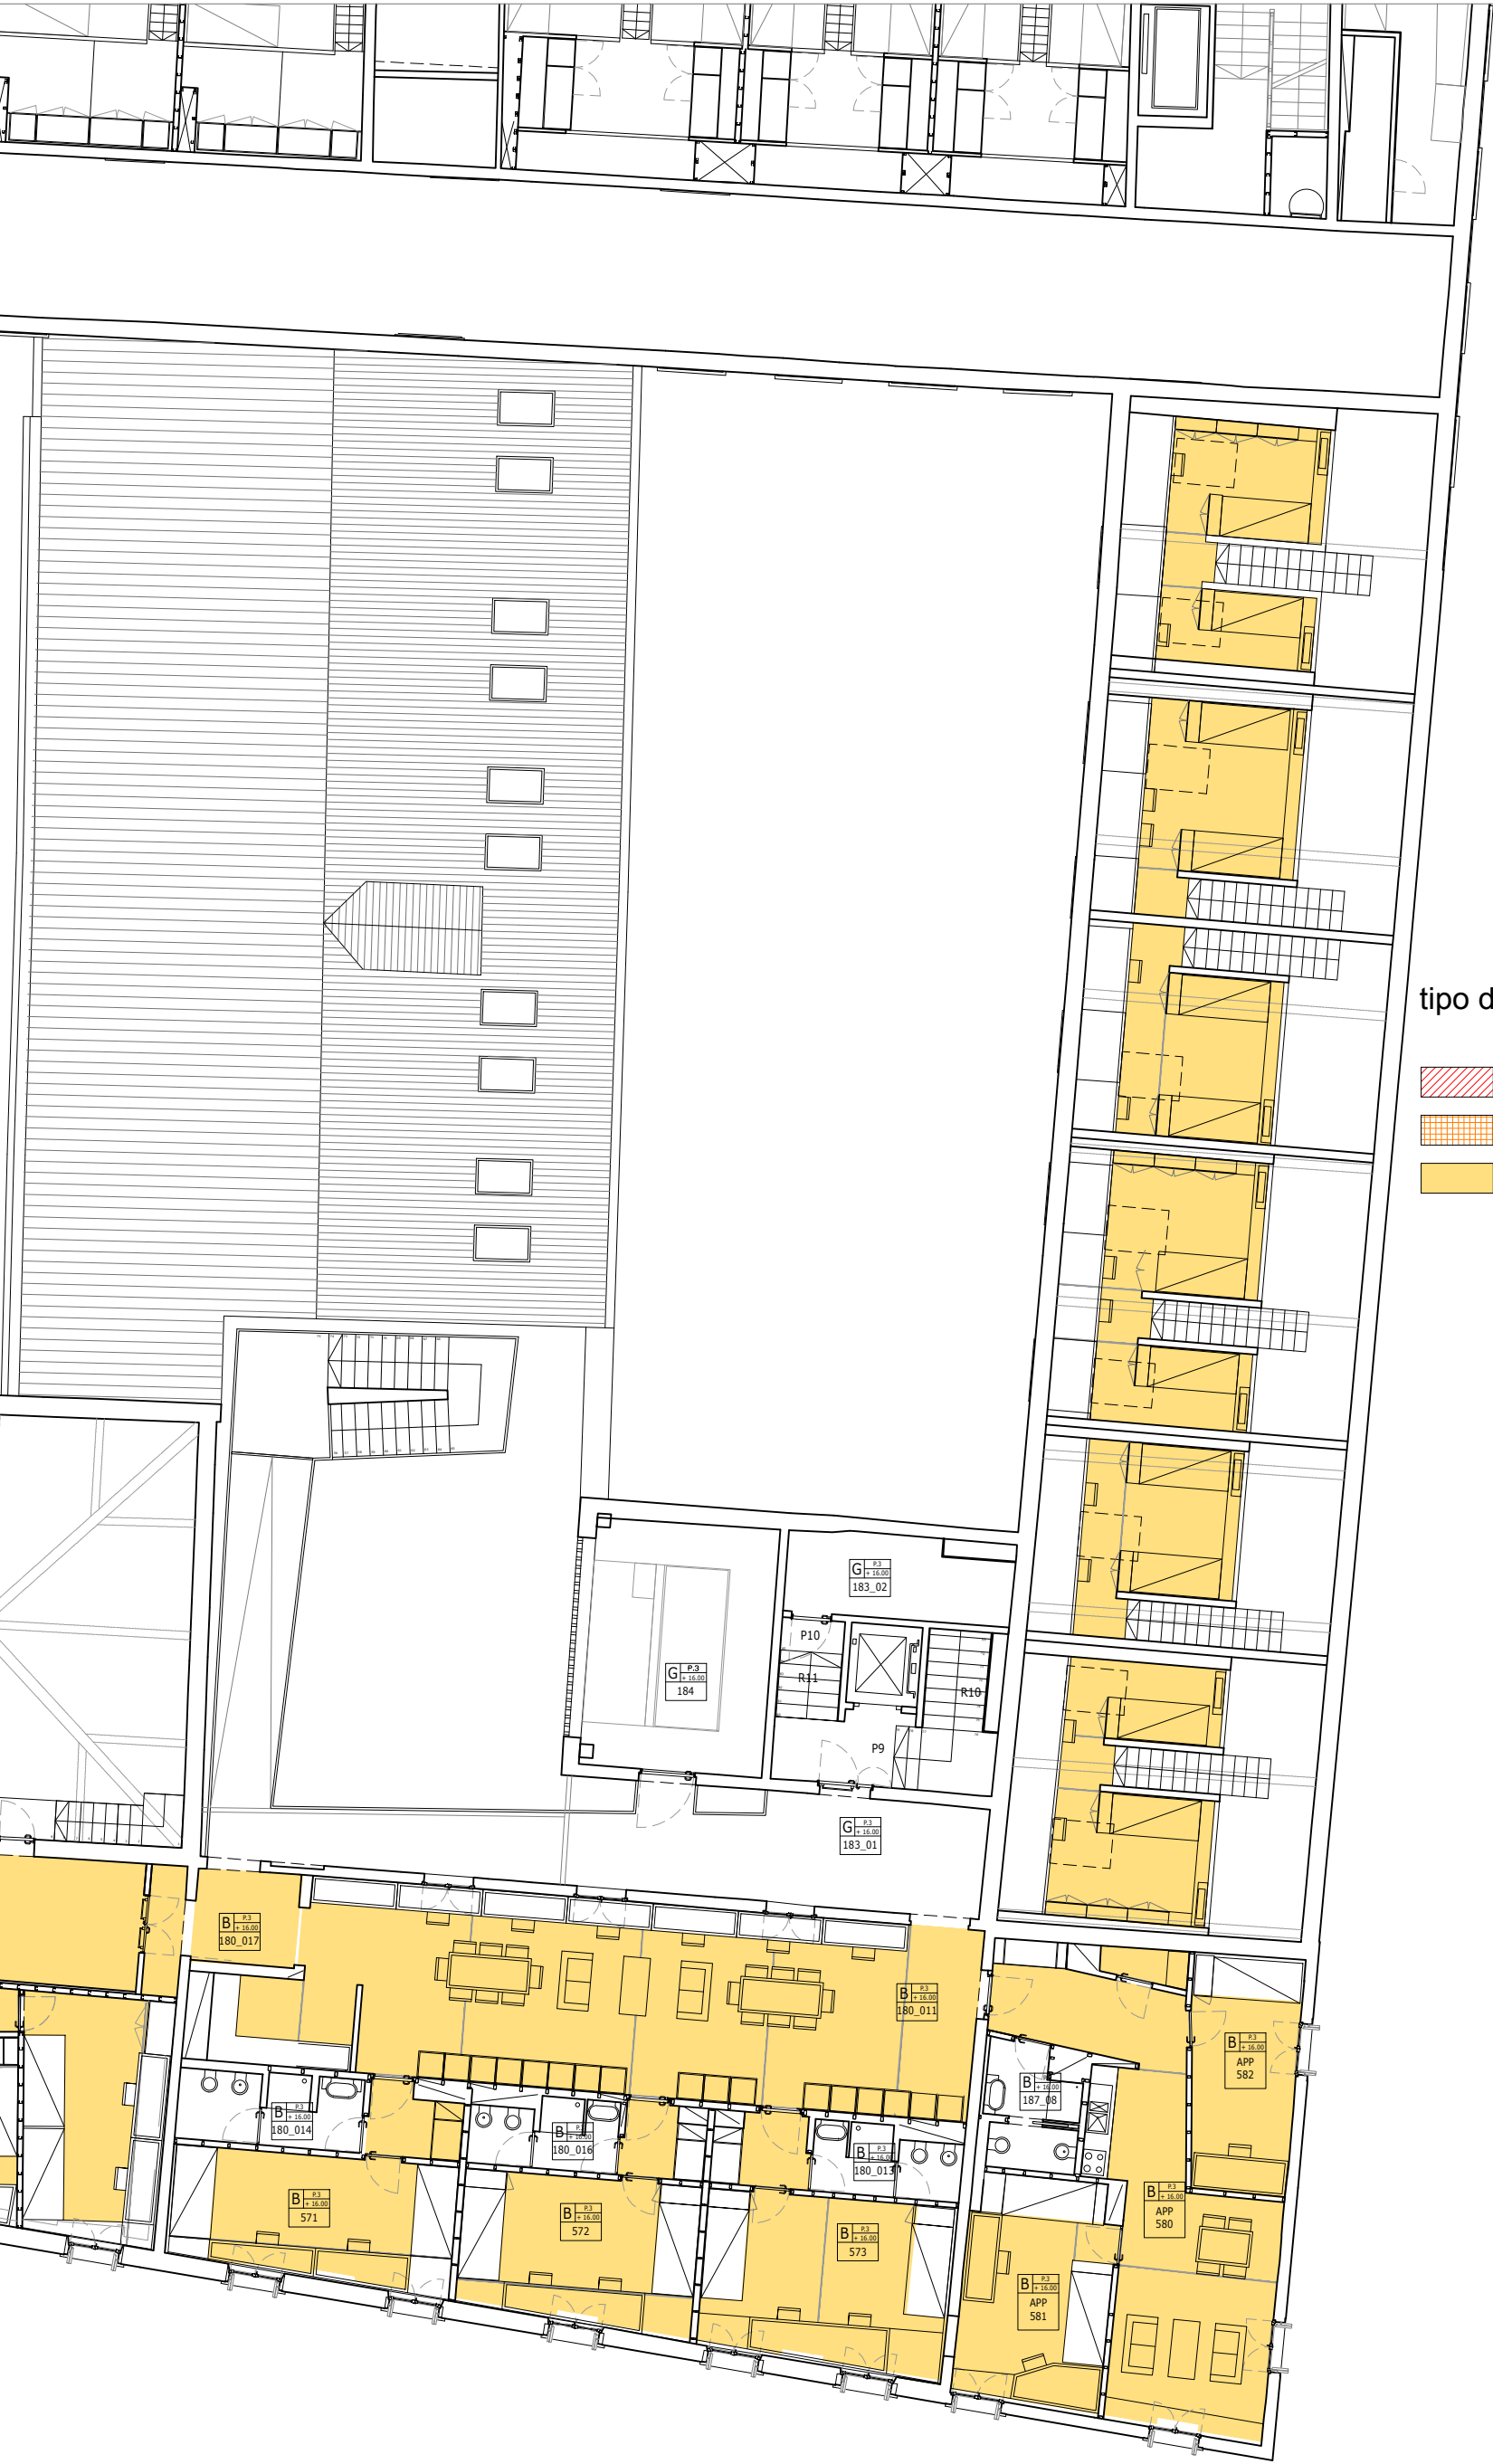 tipo d
G P.3
+ 16.00
183_02
P10
R11
G P.3
+ 16.00
184
R10
P9
G P.3
+ 16.00
183_01
B P.3
+ 16.00
180_017
B P.3
+ 16.00
180_011
B P.3
+ 16.00
APP
582
B P.3
+ 16.00
187_08
B P.3
+ 16.00
180_014
B P.3
+ 16.00
180_016
B P.3
+ 16.00
180_013
B P.3
+ 16.00
571
B P.3
+ 16.00
572
B P.3
+ 16.00
573
B P.3
+ 16.00
APP
580
B P.3
+ 16.00
APP
581